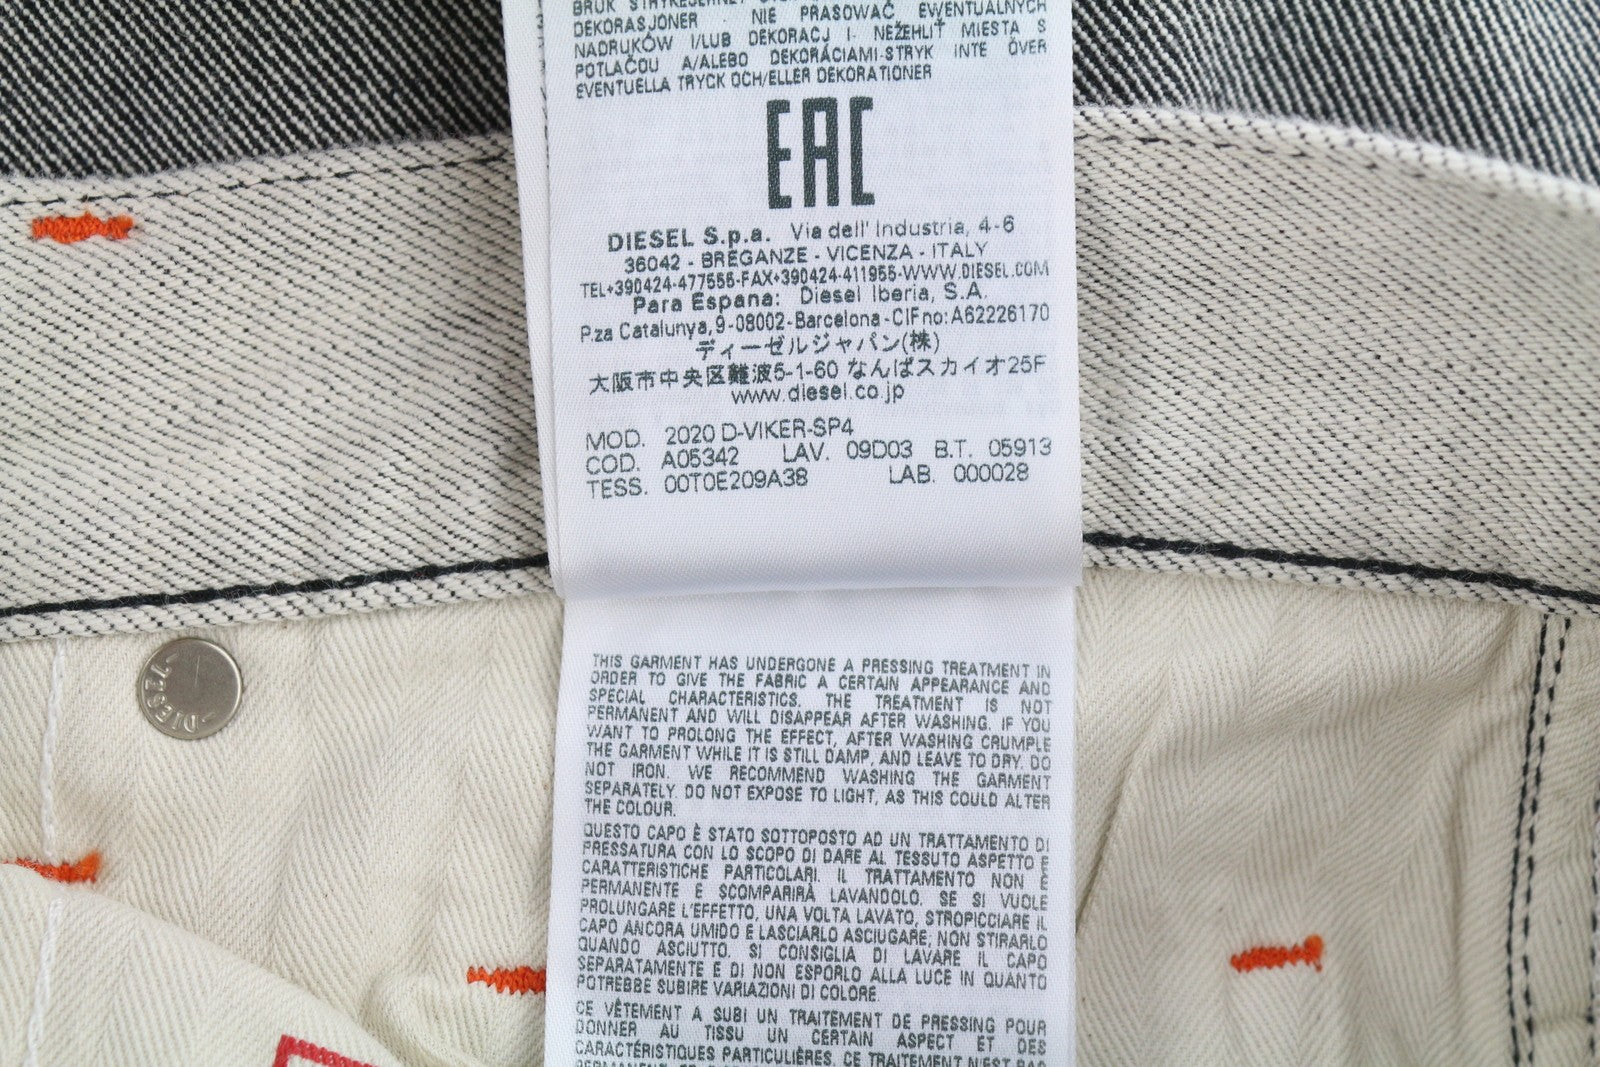 BRUK
DEKORASJONER - NIE PRASOWAĆ EWENTUALNYCH
NADRUKÓW I/LUB DEKORACJ I- NEŽEHLIŤ MIESTA S
POTLAČOU A/ALEBO DEKORÁCIAMI-STRYK INTE ÖVER
EVENTUELLA TRYCK OCH/ELLER DEKORATIONER
EAC
DIESEL S.p.a. Via dell' Industria, 4-6
36042 - BREGANZE - VICENZA - ITALY
TEL+390424-477555-FAX+390424-411955-WWW.DIESEL.COM
Para Espana: Diesel Iberia, S.A.
P.za Catalunya,9-08002-Barcelona-CIFno:A62226170
ディーゼルジャパン(株)
大阪市中央区難波5-1-60 なんばスカイオ25F
www.diesel.co.jp
MOD. 2020 D-VIKER-SP4
COD. A05342 LAV. 09D03 B.T. 05913
TESS. 00T0E209A38 LAB. 000028
THIS GARMENT HAS UNDERGONE A PRESSING TREATMENT IN
ORDER TO GIVE THE FABRIC A CERTAIN APPEARANCE AND
SPECIAL CHARACTERISTICS. THE TREATMENT IS NOT
PERMANENT AND WILL DISAPPEAR AFTER WASHING. IF YOU
WANT TO PROLONG THE EFFECT, AFTER WASHING CRUMPLE
THE GARMENT WHILE IT IS STILL DAMP, AND LEAVE TO DRY. DO
NOT IRON. WE RECOMMEND WASHING THE GARMENT
SEPARATELY. DO NOT EXPOSE TO LIGHT, AS THIS COULD ALTER
THE COLOUR.
QUESTO CAPO È STATO SOTTOPOSTO AD UN TRATTAMENTO DI
PRESSATURA CON LO SCOPO DI DARE AL TESSUTO ASPETTO E
CARATTERISTICHE PARTICOLARI. IL TRATTAMENTO NON È
PERMANENTE E SCOMPARIRÀ LAVANDOLO. SE SI VUOLE
PROLUNGARE L'EFFETTO, UNA VOLTA LAVATO, STROPICCIARE IL
CAPO ANCORA UMIDO E LASCIARLO ASCIUGARE; NON STIRARLO
QUANDO ASCIUTTO. SI CONSIGLIA DI LAVARE IL CAPO
SEPARATAMENTE E DI NON ESPORLO ALLA LUCE IN QUANTO
POTREBBE SUBIRE VARIAZIONI DI COLORE.
CE VÊTEMENT A SUBI UN TRAITEMENT DE PRESSING POUR
DONNER AU TISSU UN CERTAIN ASPECT ET DES
CARACTÉRISTIQUES PARTICULIÈRES. CE TRAITEMENT N'EST PAS
DIESEL